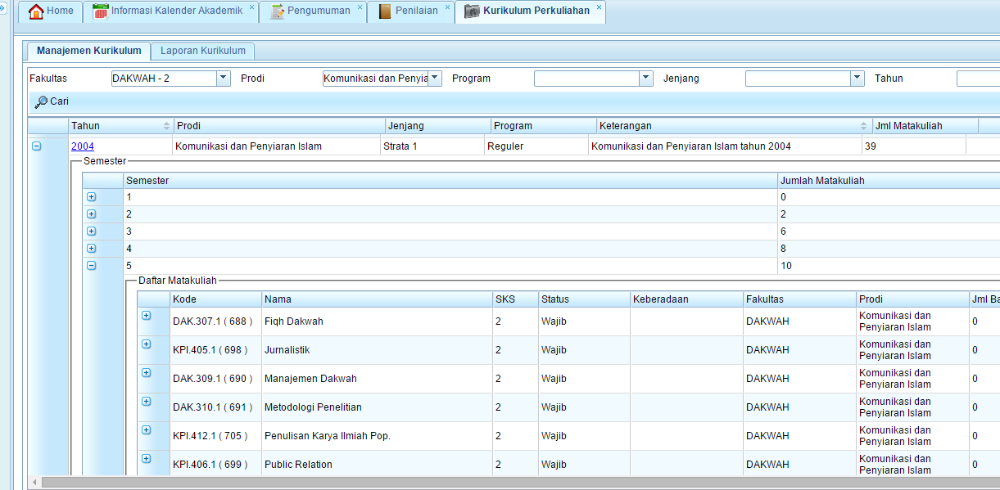 Home Informasi Kalender Akademik Pengumuman Penilaian Kurikulum Perkuliahan
Manajemen Kurikulum Laporan Kurikulum
Fakultas DAKWAH - 2 Prodi Komunikasi dan Penyia Program Jenjang Tahun
Cari
Tahun Prodi Jenjang Program Keterangan Jml Matakuliah
2004 Komunikasi dan Penyiaran Islam Strata 1 Reguler Komunikasi dan Penyiaran Islam tahun 2004 39
Semester
Semester Jumlah Matakuliah
1 0
2 2
3 6
4 8
5 10
Daftar Matakuliah
Kode Nama SKS Status Keberadaan Fakultas Prodi Jml Ba
DAK.307.1 ( 688 ) Fiqh Dakwah 2 Wajib DAKWAH Komunikasi dan Penyiaran Islam 0
KPI.405.1 ( 698 ) Jurnalistik 2 Wajib DAKWAH Komunikasi dan Penyiaran Islam 0
DAK.309.1 ( 690 ) Manajemen Dakwah 2 Wajib DAKWAH Komunikasi dan Penyiaran Islam 0
DAK.310.1 ( 691 ) Metodologi Penelitian 2 Wajib DAKWAH Komunikasi dan Penyiaran Islam 0
KPI.412.1 ( 705 ) Penulisan Karya Ilmiah Pop. 2 Wajib DAKWAH Komunikasi dan Penyiaran Islam 0
KPI.406.1 ( 699 ) Public Relation 2 Wajib DAKWAH Komunikasi dan Penyiaran Islam 0